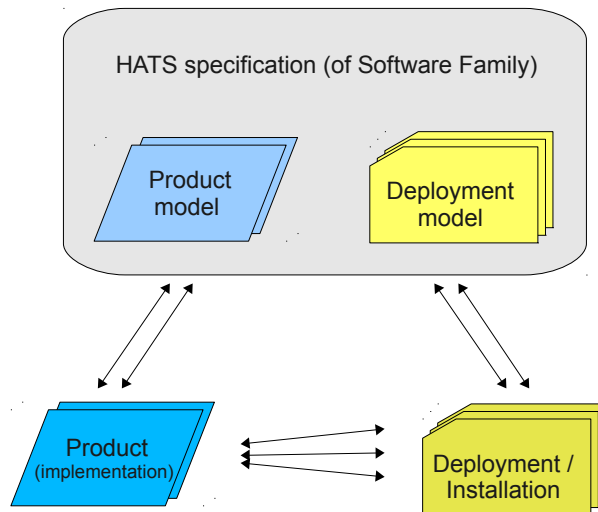 HATS specification (of Software Family)
Product
model
Deployment
model
Product
(implementation)
Deployment /
Installation